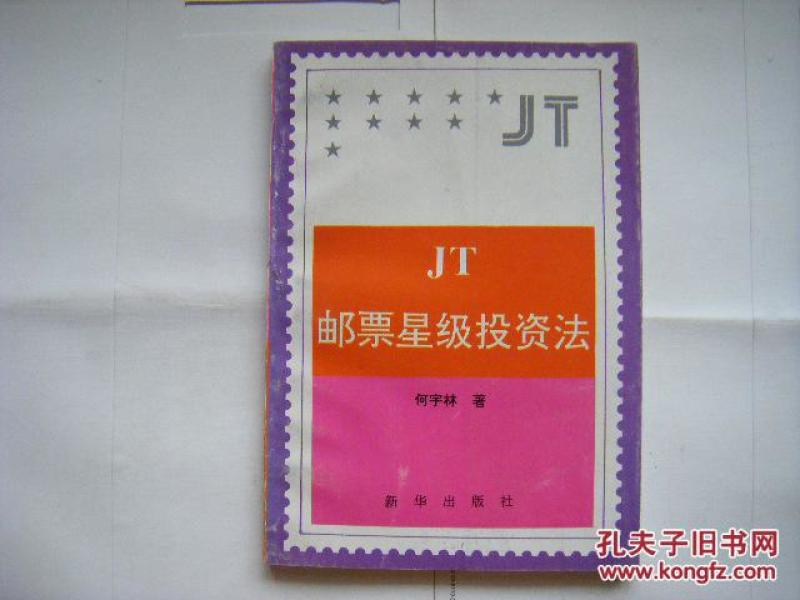 ★ ★ ★ ★ ★ JT
★ ★ ★ ★
★
JT
邮票星级投资法
何宇林 著
新华出版社
孔夫子旧书网
www.kongfz.com